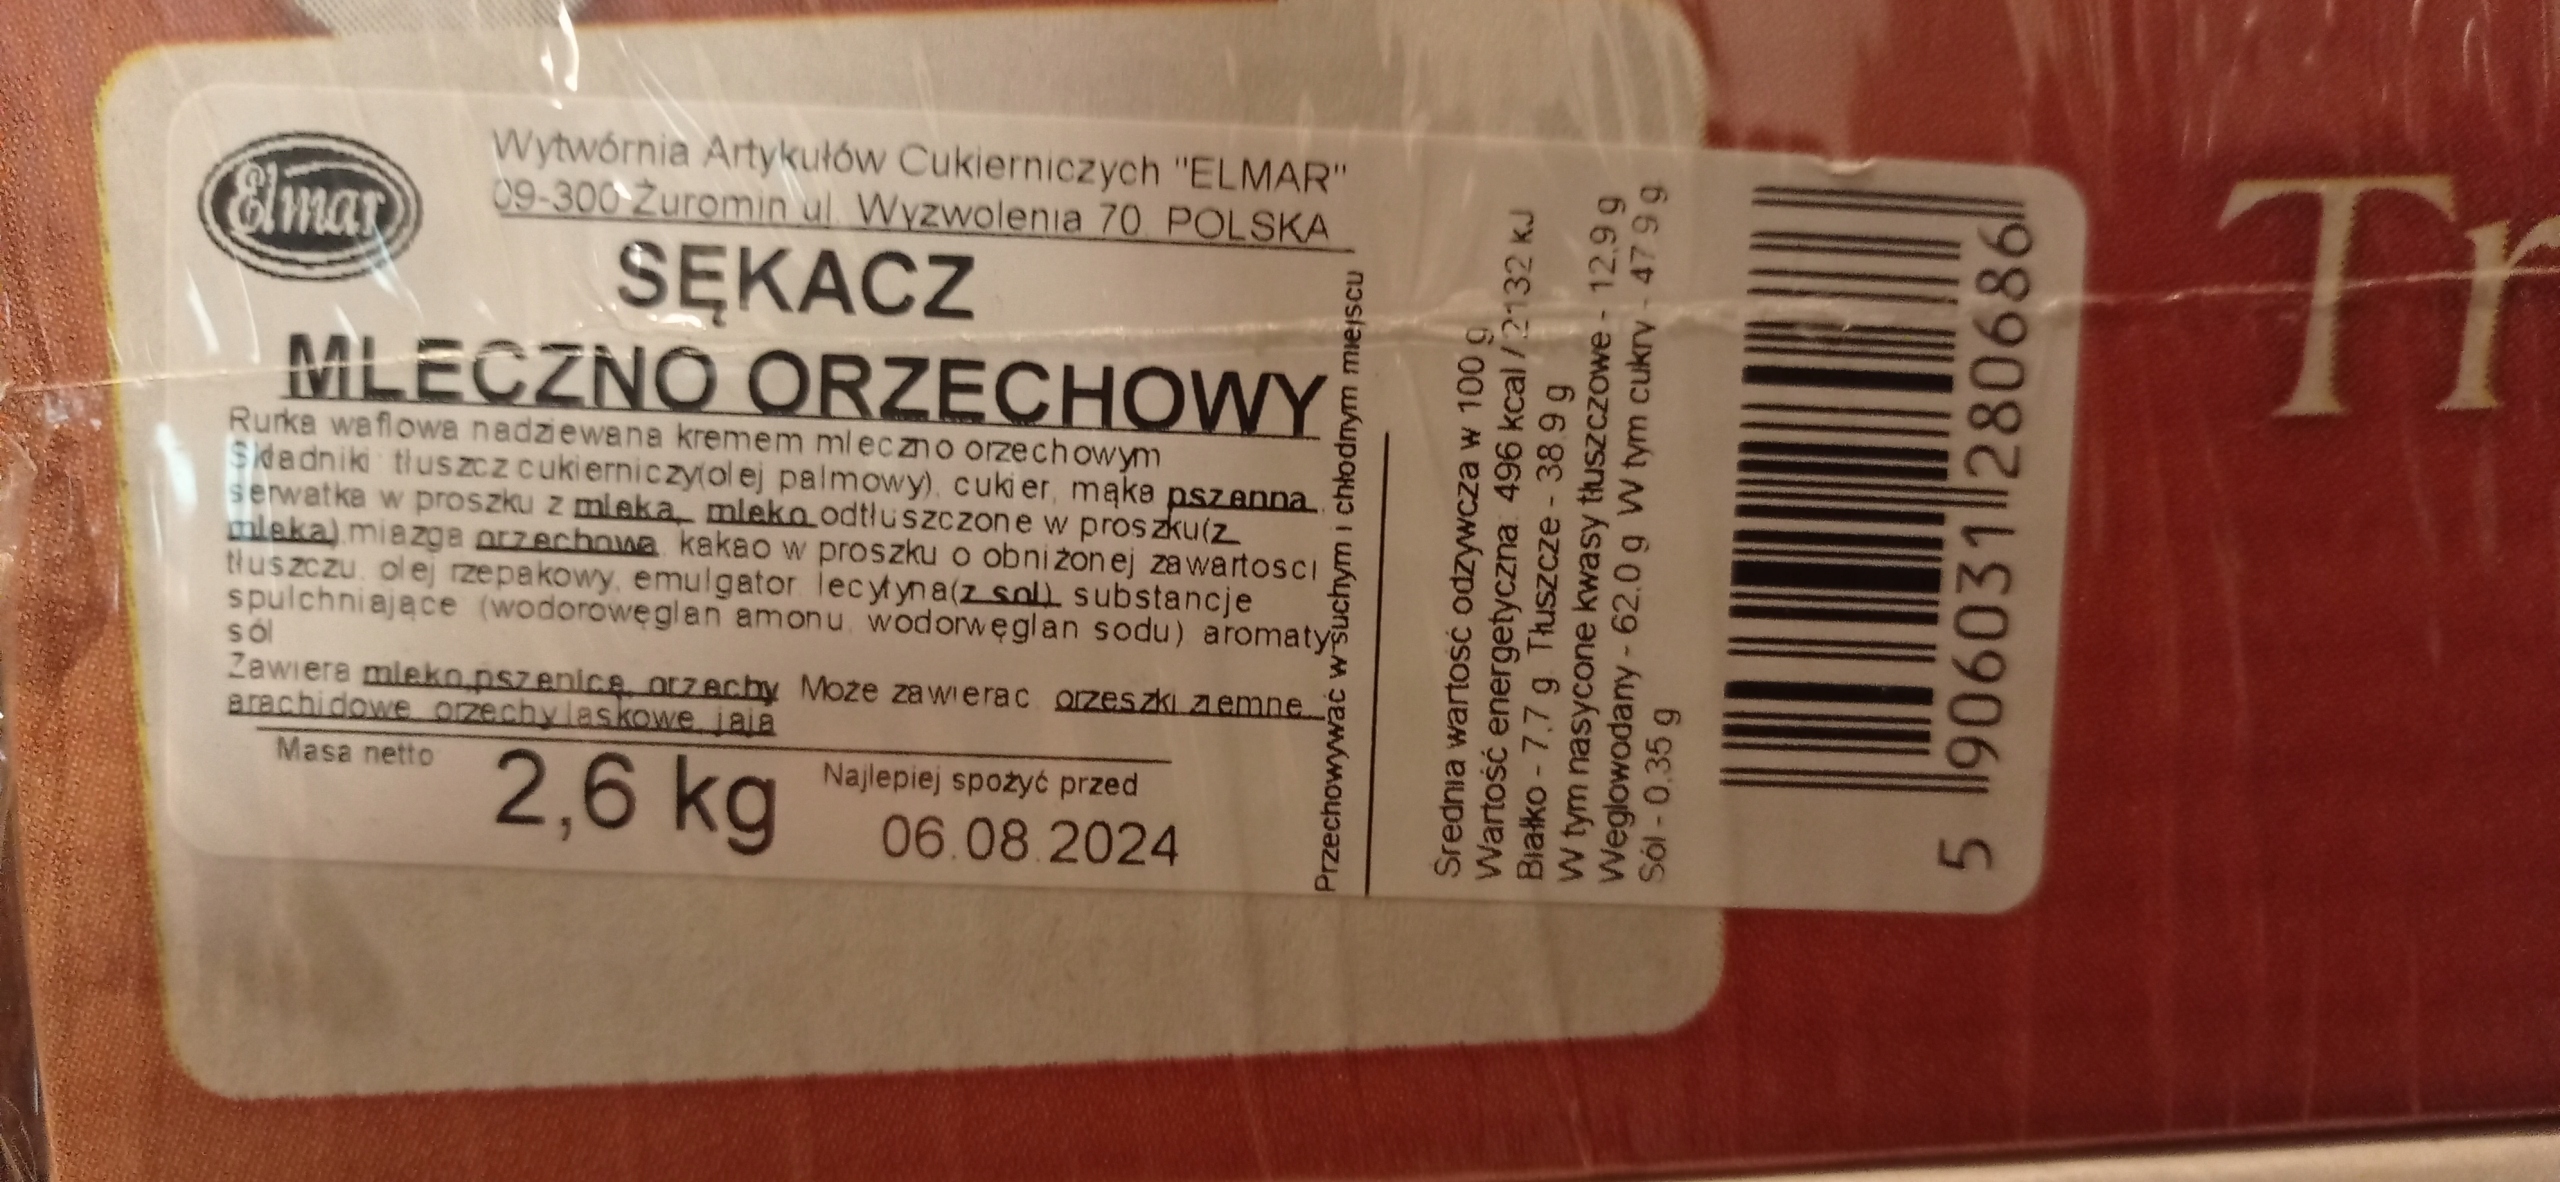 Elmar
Wytwórnia Artykułów Cukierniczych "ELMAR"
09-300 Żuromin ul. Wyzwolenia 70 POLSKA
SĘKACZ
MLECZNO ORZECHOWY
Rurka waflowa nadziewana kremem mleczno orzechowym
Składniki: tłuszcz cukierniczy(olej palmowy), cukier, mąka pszenna,
serwatka w proszku z mleka, mleko odtłuszczone w proszku(z
mleka),miazga orzechowa, kakao w proszku o obniżonej zawartosci
tłuszczu, olej rzepakowy, emulgator lecytyna(z soi), substancje
spulchniające (wodorowęglan amonu, wodorwęglan sodu) aromaty,
sól
Zawiera mleko,pszenicę, orzechy Może zawierac orzeszki ziemne
arachidowe, orzechy laskowe, jaja
Masa netto
2,6 kg
Najlepiej spożyć przed
06.08.2024
Przechowywać w suchym i chłodnym miejscu
Srednia wartość odzywcza w 100 g
Wartość energetyczna: 496 kcal / 2132 KJ
Białko - 7,7 g Tłuszcze - 38,9 g
W tym nasycone kwasy tłuszczowe - 12,9 g
Węglowodany - 62.0 g W tym cukry - 47.9 g
Sól - 0,35 g
5 906031 280686
Tr